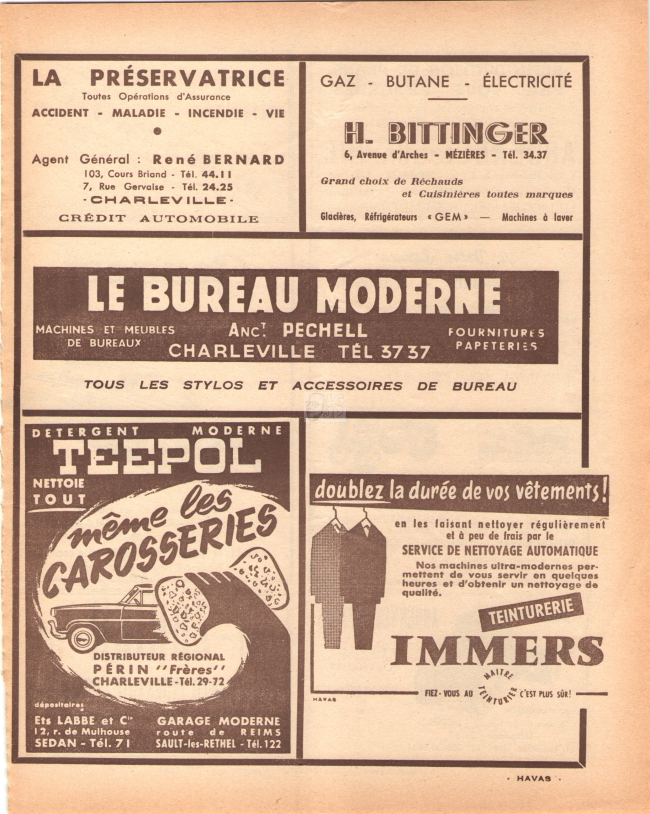 LA PRÉSERVATRICE
Toutes Opérations d'Assurance
ACCIDENT - MALADIE - INCENDIE - VIE
Agent Général : René BERNARD
103, Cours Briand - Tél. 44.11
7, Rue Gervaise - Tél. 24.25
- CHARLEVILLE -
CRÉDIT AUTOMOBILE
GAZ - BUTANE - ÉLECTRICITÉ
H. BITTINGER
6, Avenue d'Arches - MÉZIÈRES - Tél. 34.37
Grand choix de Réchauds
et Cuisinières toutes marques
Glacières, Réfrigérateurs « GEM » — Machines à laver
LE BUREAU MODERNE
MACHINES ET MEUBLES
DE BUREAUX
ANCT. PECHELL
CHARLEVILLE TÉL 37 37
FOURNITURES
PAPETERIES
TOUS LES STYLOS ET ACCESSOIRES DE BUREAU
DETERGENT MODERNE
TEEPOL
NETTOIE
TOUT
même les
CAROSSERIES
DISTRIBUTEUR RÉGIONAL
PÉRIN "Frères"
CHARLEVILLE - Tél. 29-72
dépositaires
Ets LABBE et Cie
12, r. de Mulhouse
SEDAN - Tél. 71
GARAGE MODERNE
route de REIMS
SAULT-les-RETHEL - Tél. 122
doublez la durée de vos vêtements!
en les faisant nettoyer régulièrement
et à peu de frais par le
SERVICE DE NETTOYAGE AUTOMATIQUE
Nos machines ultra-modernes per-
mettent de vous servir en quelques
heures et d'obtenir un nettoyage de
qualité.
TEINTURERIE
IMMERS
FIEZ-VOUS AU MAITRE TEINTURIER C'EST PLUS SÛR!
HAVAS
- HAVAS -